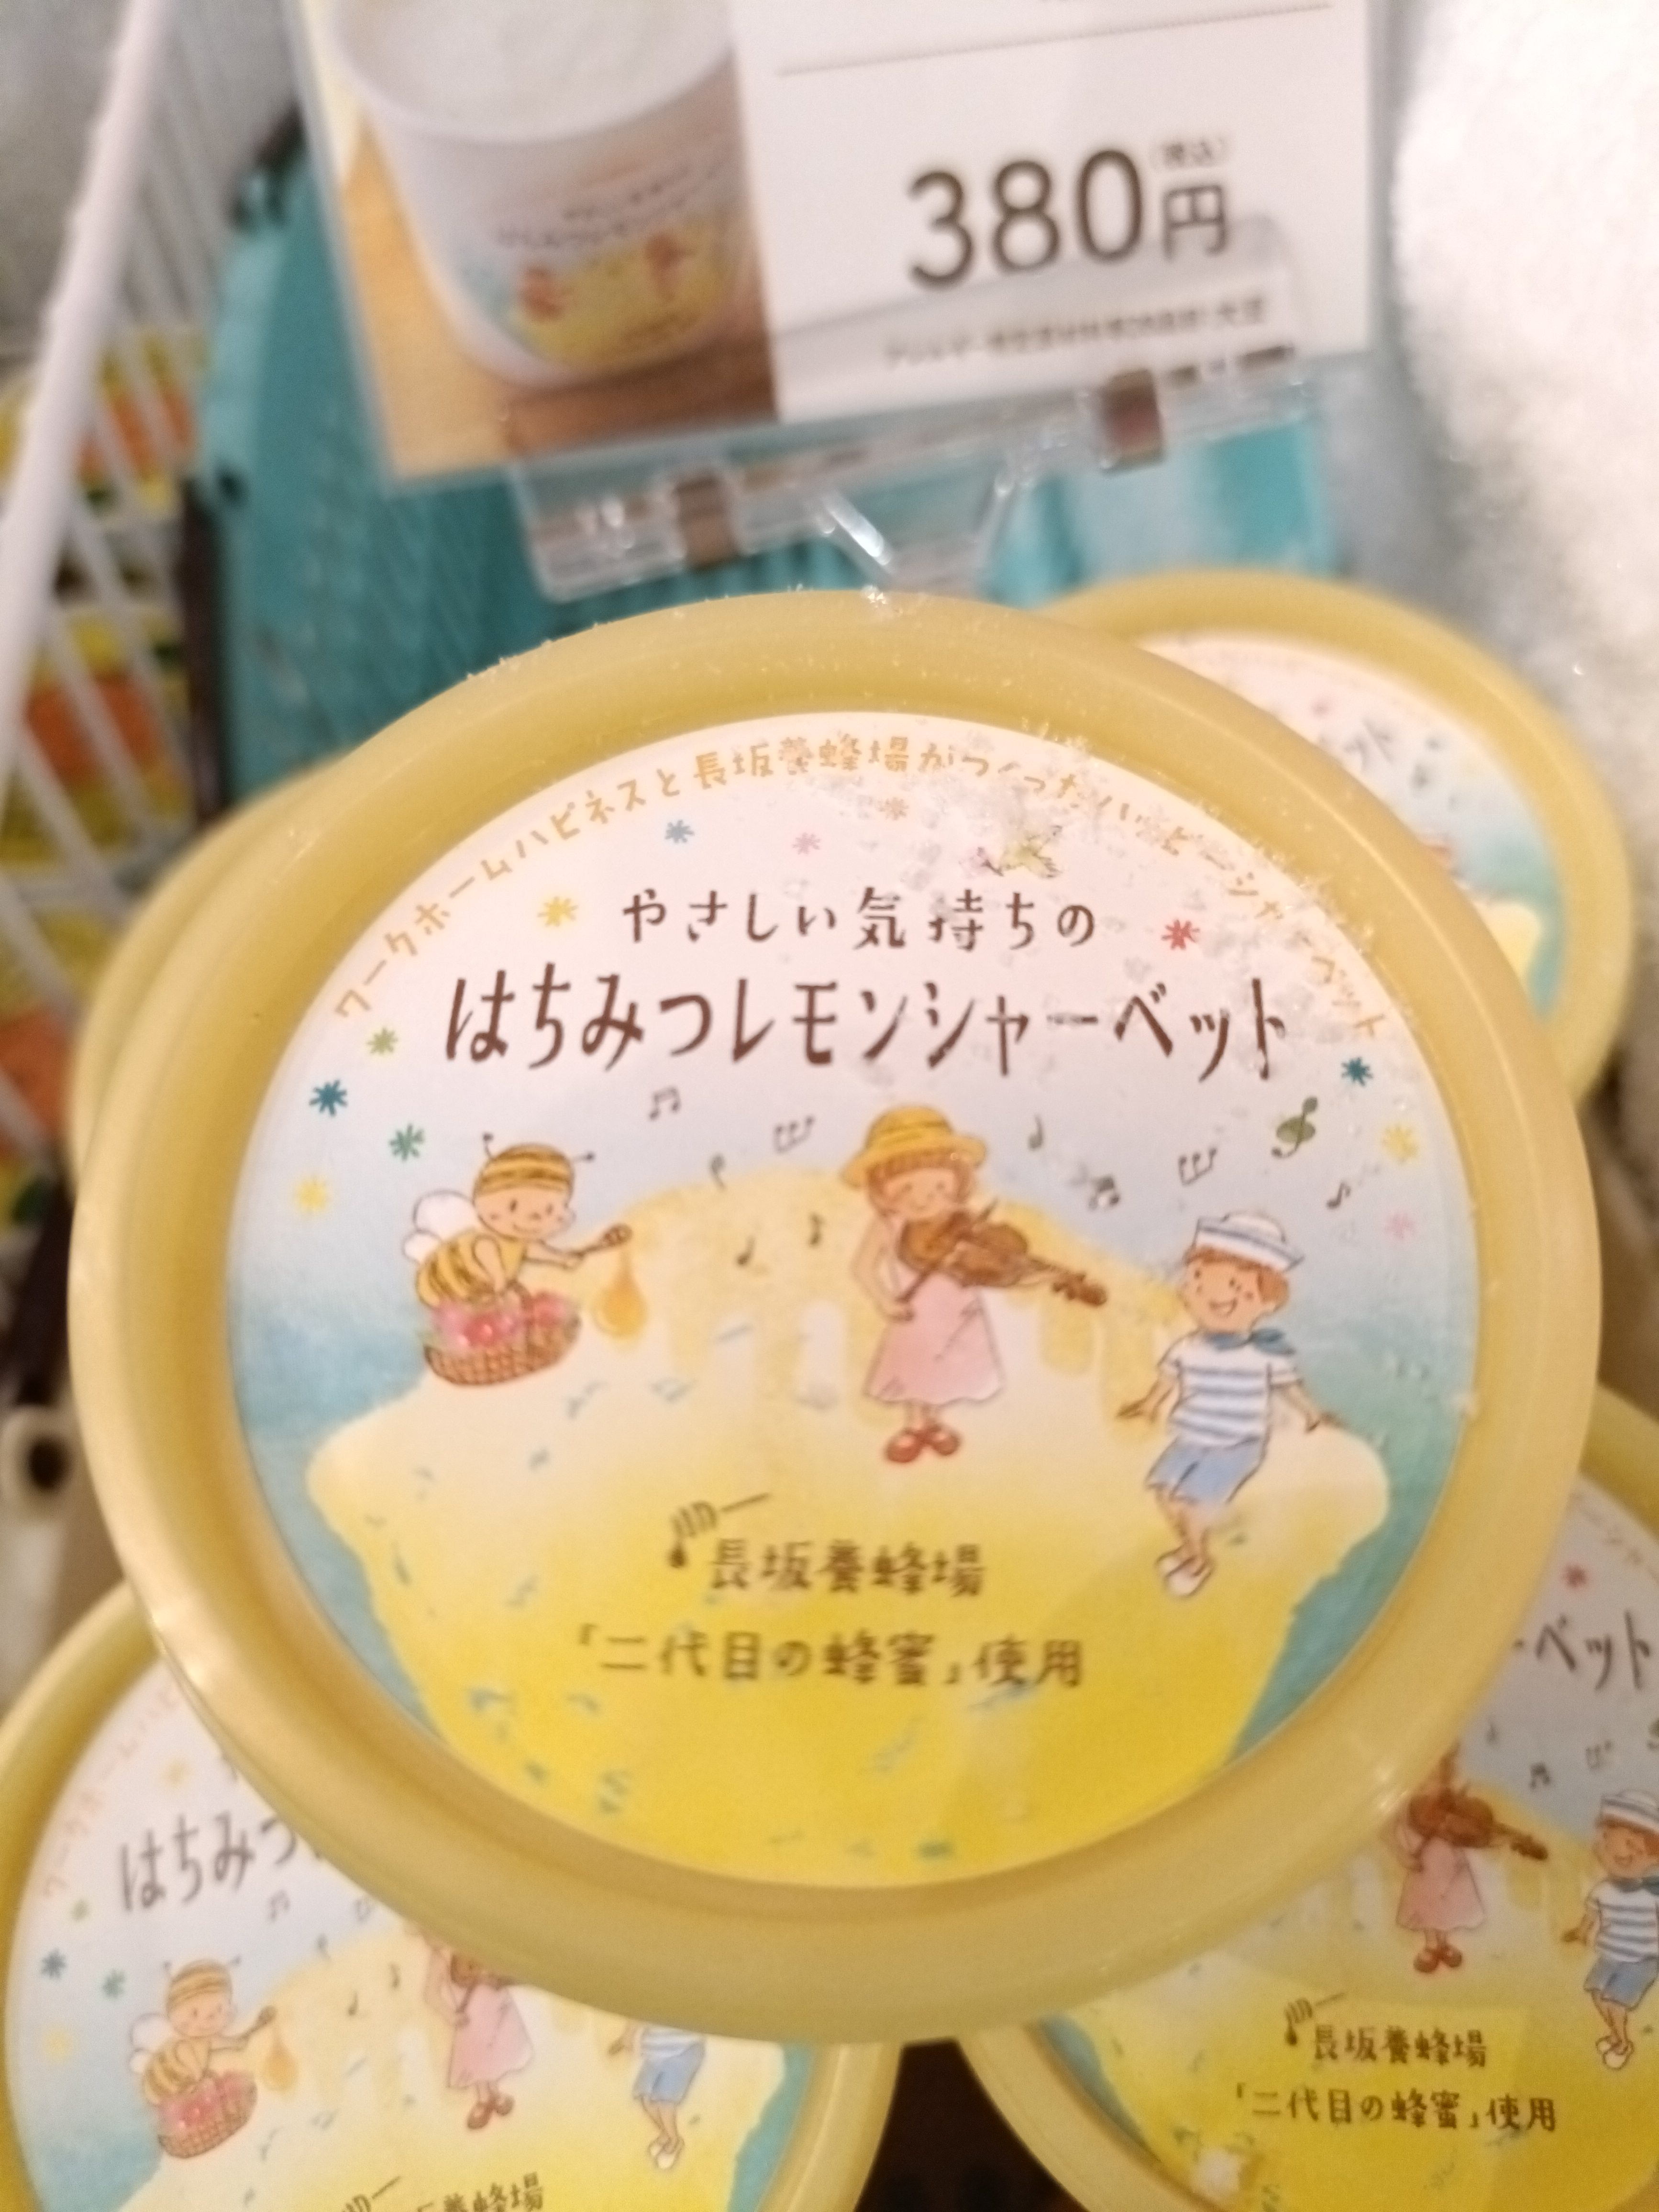 380円
(税込)
ワークホームハピネスと長坂養蜂場がつくったハッピーシャーベット
やさしい気持ちの
はちみつレモンシャーベット
長坂養蜂場
「二代目の蜂蜜」使用
ーベット
はちみつ
長坂養蜂場
「二代目の蜂蜜」使用